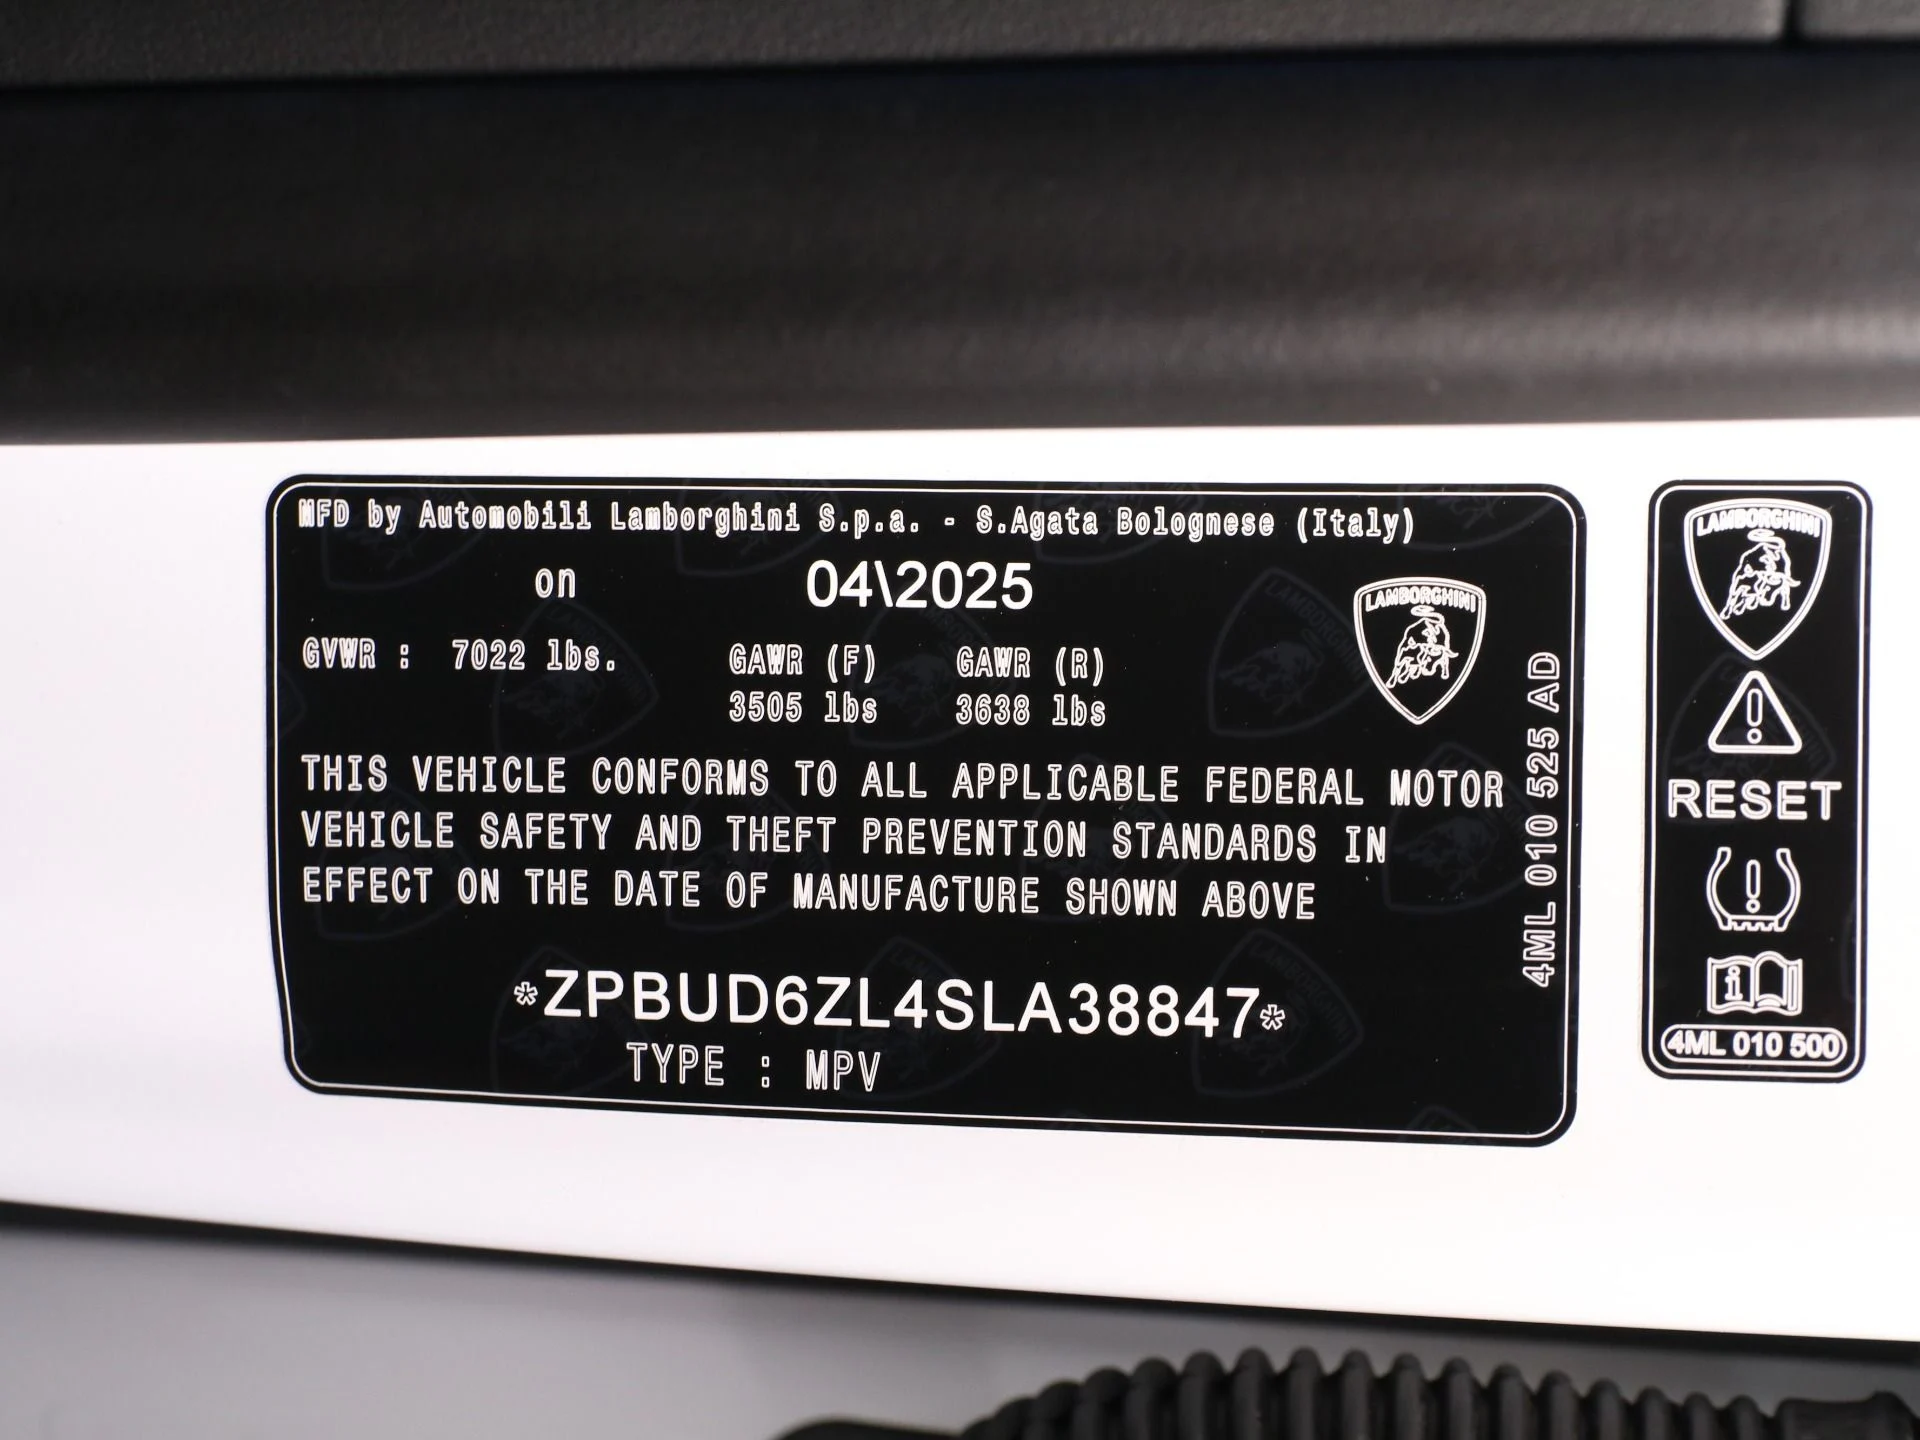 MFD by Automobili Lamborghini S.p.a. - S.Agata Bolognese (Italy)
on 04\2025
GVWR : 7022 lbs. GAWR (F) GAWR (R)
3505 lbs 3638 lbs
LAMBORGHINI
THIS VEHICLE CONFORMS TO ALL APPLICABLE FEDERAL MOTOR
VEHICLE SAFETY AND THEFT PREVENTION STANDARDS IN
EFFECT ON THE DATE OF MANUFACTURE SHOWN ABOVE
*ZPBUD6ZL4SLA38847*
TYPE : MPV
4ML 010 525 AD
LAMBORGHINI
RESET
4ML 010 500